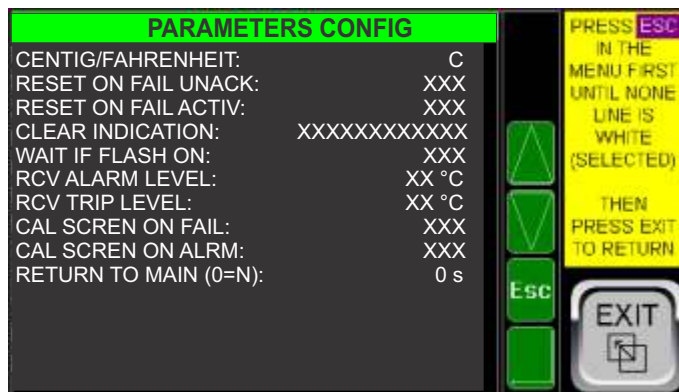 PARAMETERS CONFIG
CENTIG/FAHRENHEIT: C
RESET ON FAIL UNACK: XXX
RESET ON FAIL ACTIV: XXX
CLEAR INDICATION: XXXXXXXXXXXX
WAIT IF FLASH ON: XXX
RCV ALARM LEVEL: XX °C
RCV TRIP LEVEL: XX °C
CAL SCREN ON FAIL: XXX
CAL SCREN ON ALRM: XXX
RETURN TO MAIN (0=N): 0 s
Esc
PRESS ESC
IN THE
MENU FIRST
UNTIL NONE
LINE IS
WHITE
(SELECTED)
THEN
PRESS EXIT
TO RETURN
EXIT